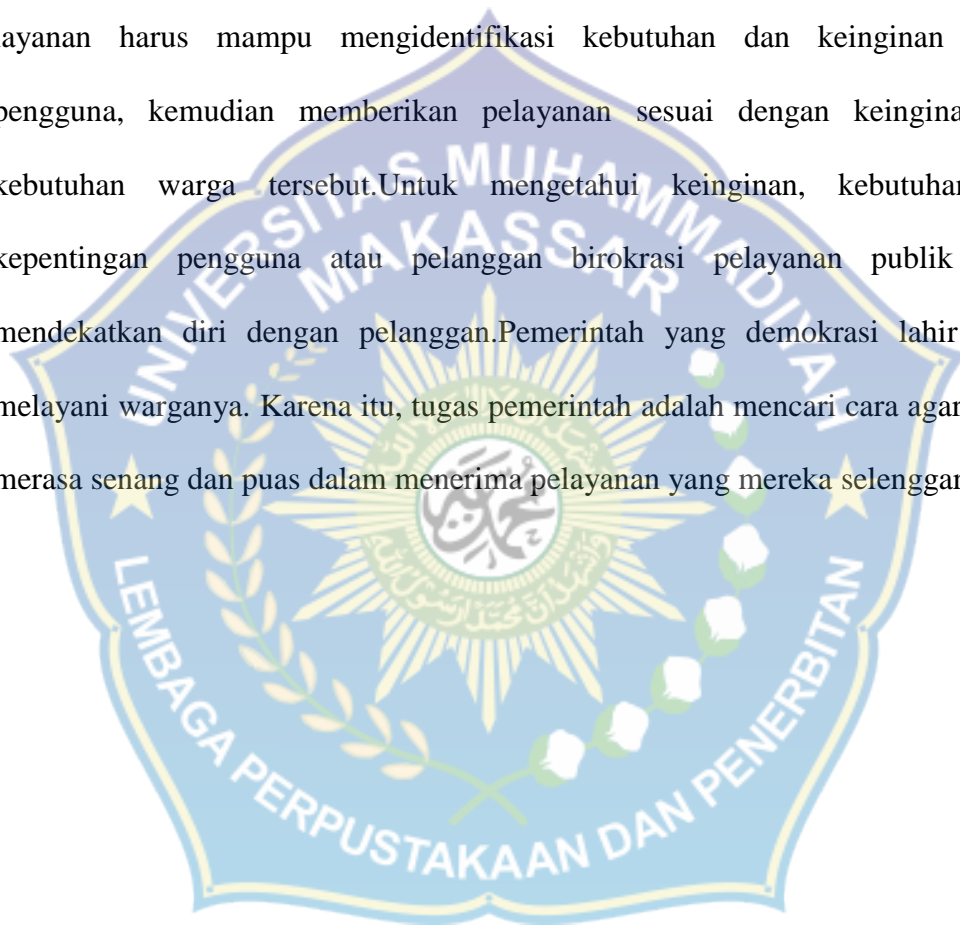 layanan harus mampu mengidentifikasi kebutuhan dan keinginan
pengguna, kemudian memberikan pelayanan sesuai dengan
kebutuhan warga tersebut.Untuk mengetahui keinginan,
kepentingan pengguna atau pelanggan birokrasi pelayanan publik
mendekatkan diri dengan pelanggan.Pemerintah yang demokrasi lahir
melayani warganya. Karena itu, tugas pemerintah adalah mencari cara agar
merasa senang dan puas dalam menerima pelayanan yang mereka
UNIVERSITAS MUHAMMADIYAH
MAKASSAR
LEMBAGA PERPUSTAKAAN DAN PENERBITAN